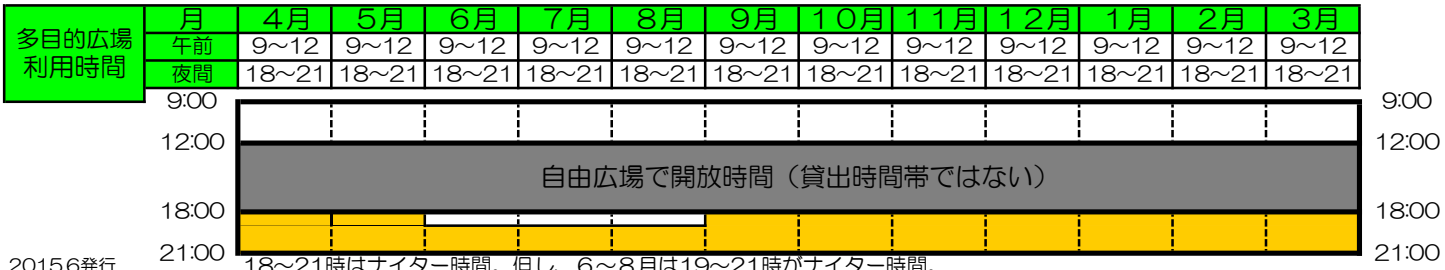 多目的広場
利用時間
月 4月 5月 6月 7月 8月 9月 10月 11月 12月 1月 2月 3月
午前 9〜12 9〜12 9〜12 9〜12 9〜12 9〜12 9〜12 9〜12 9〜12 9〜12 9〜12 9〜12
夜間 18〜21 18〜21 18〜21 18〜21 18〜21 18〜21 18〜21 18〜21 18〜21 18〜21 18〜21 18〜21
9:00 9:00
12:00 12:00
自由広場で開放時間（貸出時間帯ではない）
18:00 18:00
21:00 21:00
2015.6発行 18〜21時はナイター時間。但し、6〜8月は19〜21時がナイター時間。